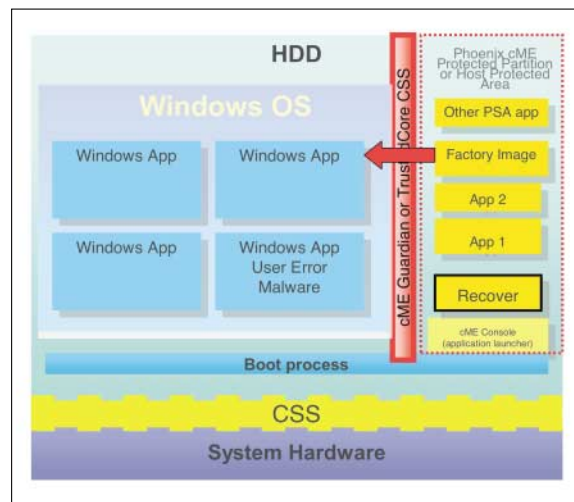 HDD
Phoenix cME
Protected Partition
or Host Protected
Area
Windows OS
Windows App
Windows App
Windows App
Windows App
User Error
Malware
cME Guardian or TrustedCore CSS
Other PSA app
Factory Image
App 2
App 1
Recover
cME Console
(application launcher)
Boot process
CSS
System Hardware